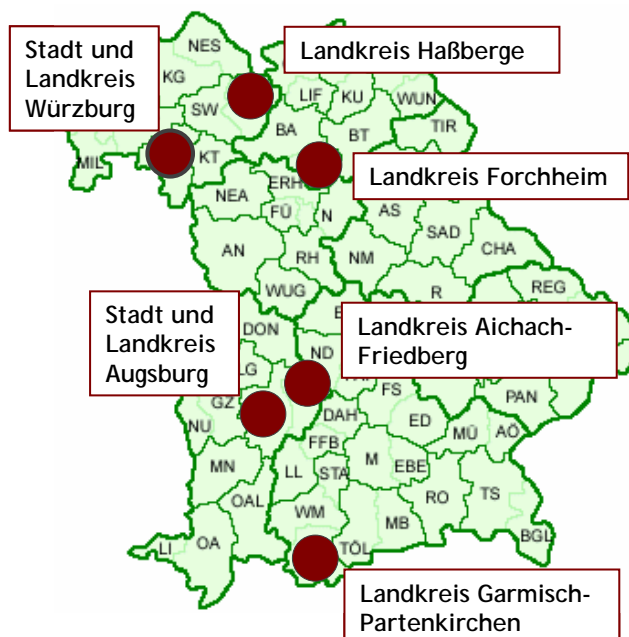 Stadt und
Landkreis
Würzburg
Landkreis Haßberge
NES
KG
LIF
KU
WUN
SW
TIR
BA
BT
MIL
KT
Landkreis Forchheim
NEA
ERH
FÜ
N
AS
SAD
AN
RH
NM
CHA
WUG
R
REG
Stadt und
Landkreis
Augsburg
DON
Landkreis Aichach-
Friedberg
ND
GZ
FS
PAN
NU
DAH
ED
MÜ
AÖ
FFB
MN
LL
STA
M
EBE
OAL
WM
RO
TS
MB
LI
OA
TÖL
BGL
Landkreis Garmisch-
Partenkirchen